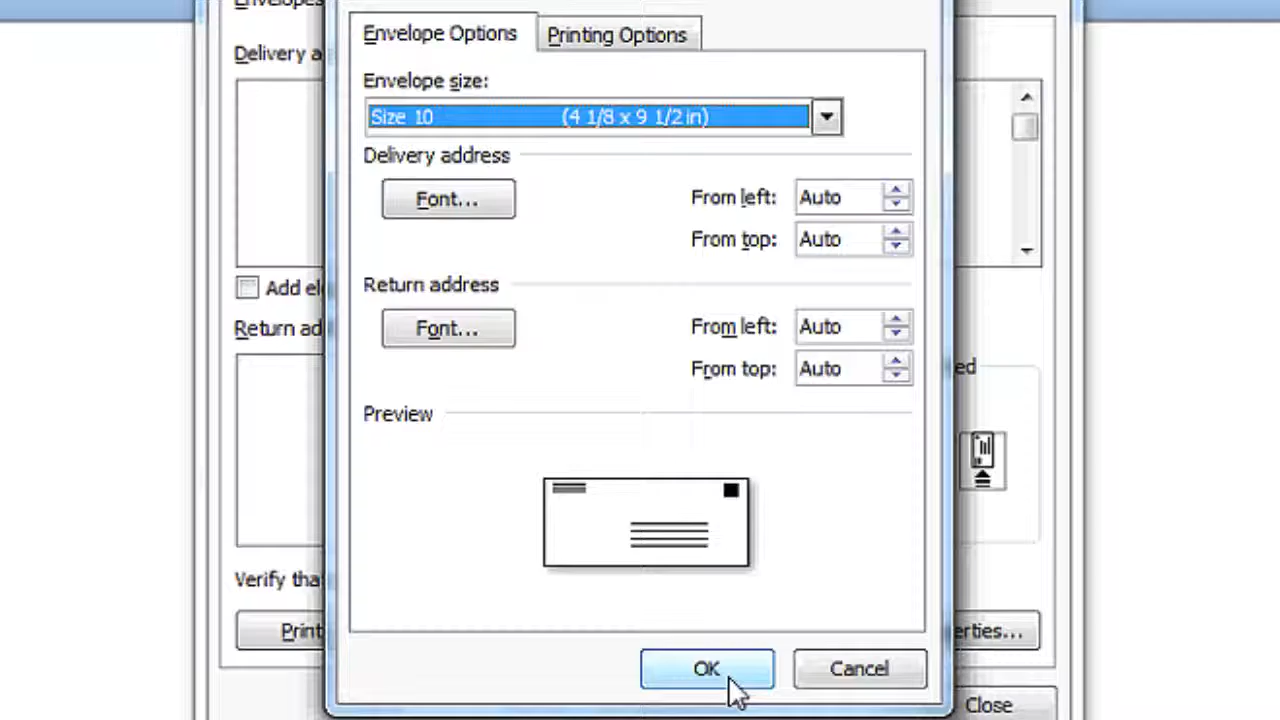 Envelopes
Envelope Options
Printing Options
Delivery a
Envelope size:
Size 10 (4 1/8 x 9 1/2 in)
Delivery address
Font...
From left: Auto
From top: Auto
Add el
Return address
Return ad
Font...
From left: Auto
From top: Auto
ed
Preview
Verify tha
Print
erties...
OK
Cancel
Close